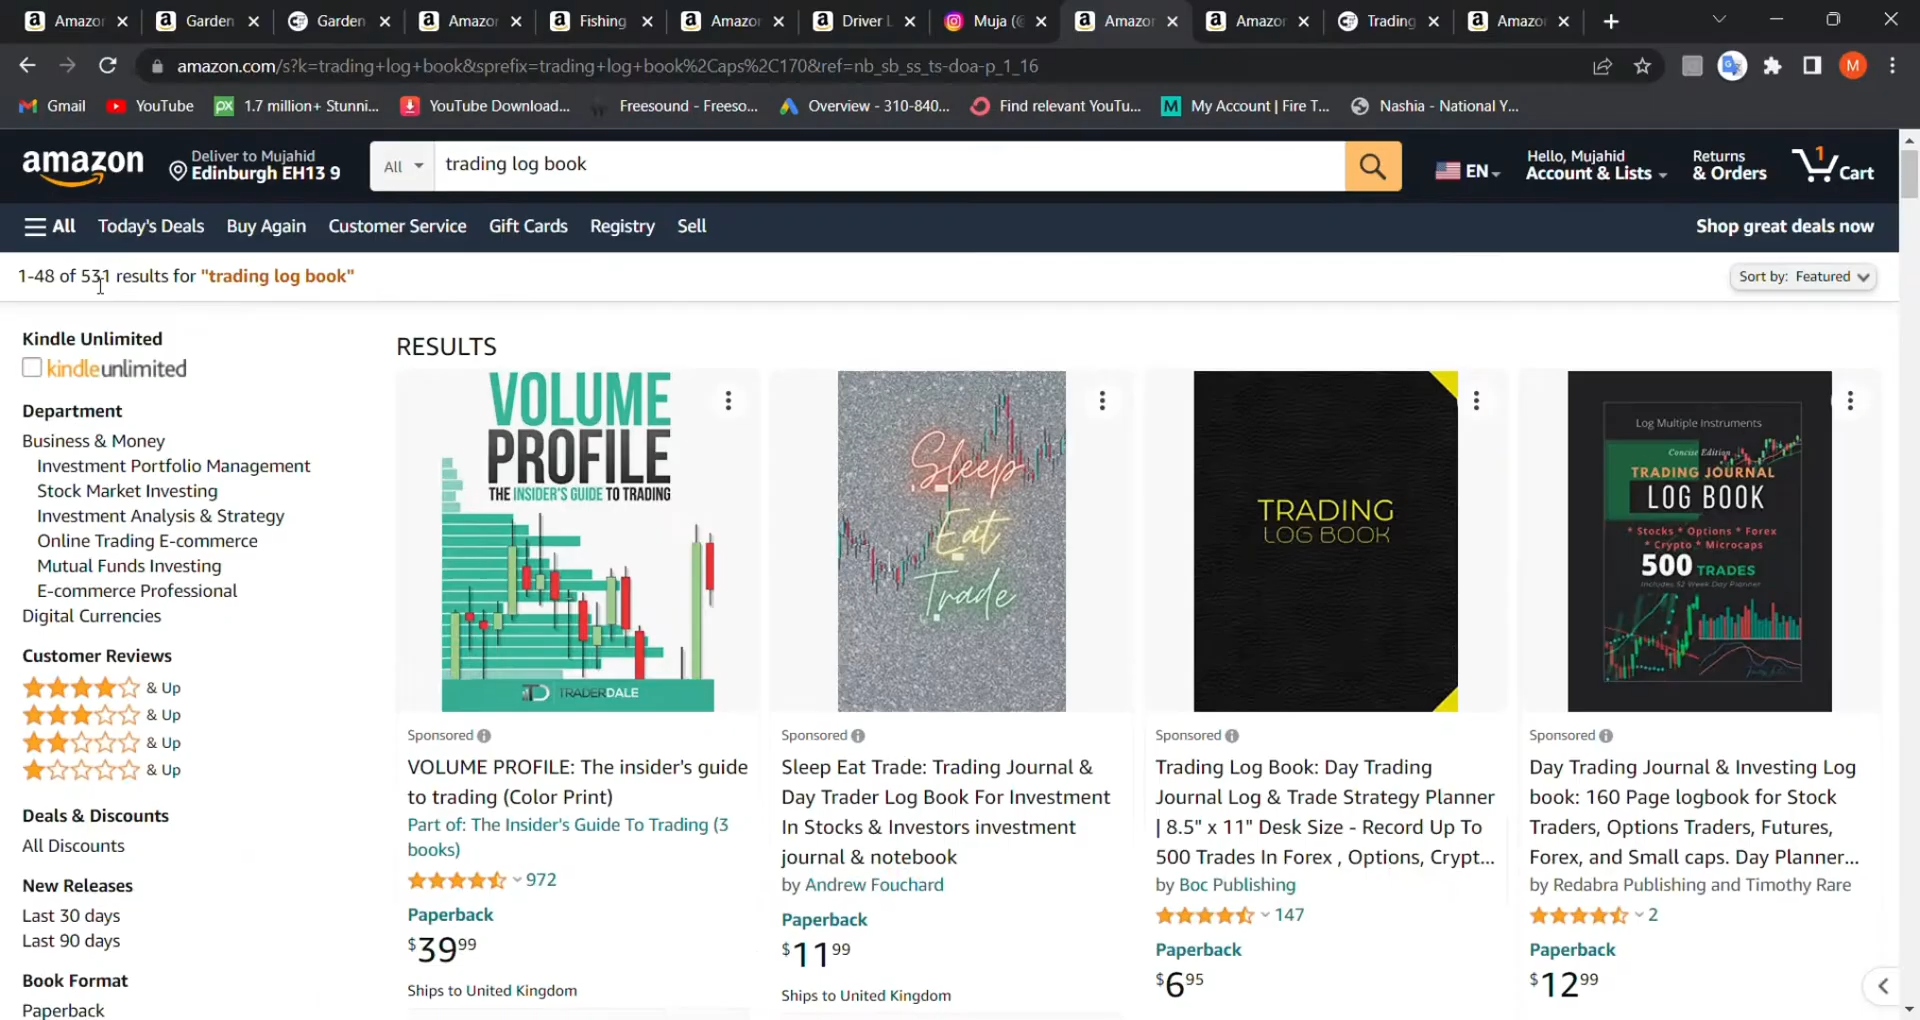 Amazon
Garden
Garden
Amazon
Fishing
Amazon
Driver L
Muja (
Amazon
Amazon
Trading
Amazon
amazon.com/s?k=trading+log+book&sprefix=trading+log+book%2Caps%2C170&ref=nb_sb_ss_ts-doa-p_1_16
M
Gmail
YouTube
px 1.7 million+ Stunni...
YouTube Download...
Freesound - Freeso...
Overview - 310-840...
Find relevant YouTu...
M My Account | Fire T...
Nashia - National Y...
amazon
Deliver to Mujahid
Edinburgh EH13 9
All
trading log book
EN
Hello, Mujahid
Account & Lists
Returns
& Orders
1
Cart
All
Today's Deals
Buy Again
Customer Service
Gift Cards
Registry
Sell
Shop great deals now
1-48 of 531 results for "trading log book"
Sort by: Featured
Kindle Unlimited
kindleunlimited
Department
Business & Money
Investment Portfolio Management
Stock Market Investing
Investment Analysis & Strategy
Online Trading E-commerce
Mutual Funds Investing
E-commerce Professional
Digital Currencies
Customer Reviews
& Up
& Up
& Up
& Up
Deals & Discounts
All Discounts
New Releases
Last 30 days
Last 90 days
Book Format
Paperback
RESULTS
VOLUME
PROFILE
THE INSIDER'S GUIDE TO TRADING
TD TRADERDALE
Sponsored
VOLUME PROFILE: The insider's guide
to trading (Color Print)
Part of: The Insider's Guide To Trading (3
books)
972
Paperback
$39 99
Ships to United Kingdom
Sleep
Eat
Trade
Sponsored
Sleep Eat Trade: Trading Journal &
Day Trader Log Book For Investment
In Stocks & Investors investment
journal & notebook
by Andrew Fouchard
Paperback
$11 99
Ships to United Kingdom
TRADING
LOG BOOK
Sponsored
Trading Log Book: Day Trading
Journal Log & Trade Strategy Planner
| 8.5" x 11" Desk Size - Record Up To
500 Trades In Forex , Options, Crypt...
by Boc Publishing
147
Paperback
$6 95
Log Multiple Instruments
Concise Edition
TRADING JOURNAL
LOG BOOK
* Stocks * Options * Forex
* Crypto * Microcaps
500 TRADES
Includes 52 Week Day Planner
Sponsored
Day Trading Journal & Investing Log
book: 160 Page logbook for Stock
Traders, Options Traders, Futures,
Forex, and Small caps. Day Planner...
by Redabra Publishing and Timothy Rare
2
Paperback
$12 99